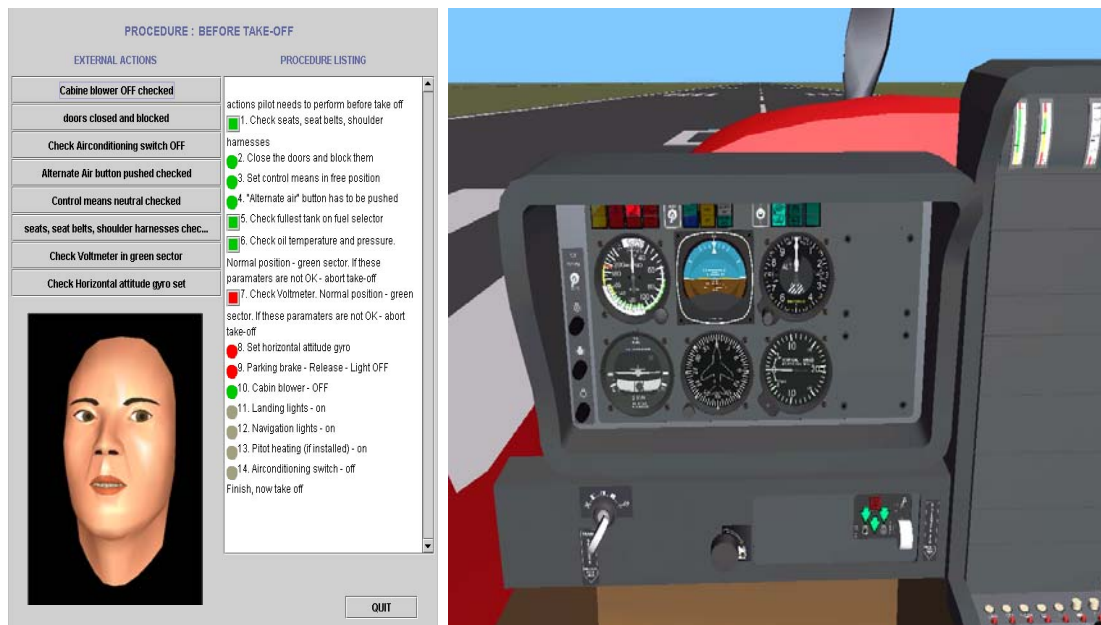 PROCEDURE : BEFORE TAKE-OFF
EXTERNAL ACTIONS
PROCEDURE LISTING
Cabine blower OFF checked
doors closed and blocked
Check Airconditioning switch OFF
Alternate Air button pushed checked
Control means neutral checked
seats, seat belts, shoulder harnesses chec...
Check Voltmeter in green sector
Check Horizontal attitude gyro set
actions pilot needs to perform before take off
1. Check seats, seat belts, shoulder
harnesses
2. Close the doors and block them
3. Set control means in free position
4. "Alternate air" button has to be pushed
5. Check fullest tank on fuel selector
6. Check oil temperature and pressure.
Normal position - green sector. If these
paramaters are not OK - abort take-off
7. Check Voltmeter. Normal position - green
sector. If these paramaters are not OK - abort
take-off
8. Set horizontal attitude gyro
9. Parking brake - Release - Light OFF
10. Cabin blower - OFF
11. Landing lights - on
12. Navigation lights - on
13. Pitot heating (if installed) - on
14. Airconditioning switch - off
Finish, now take off
QUIT